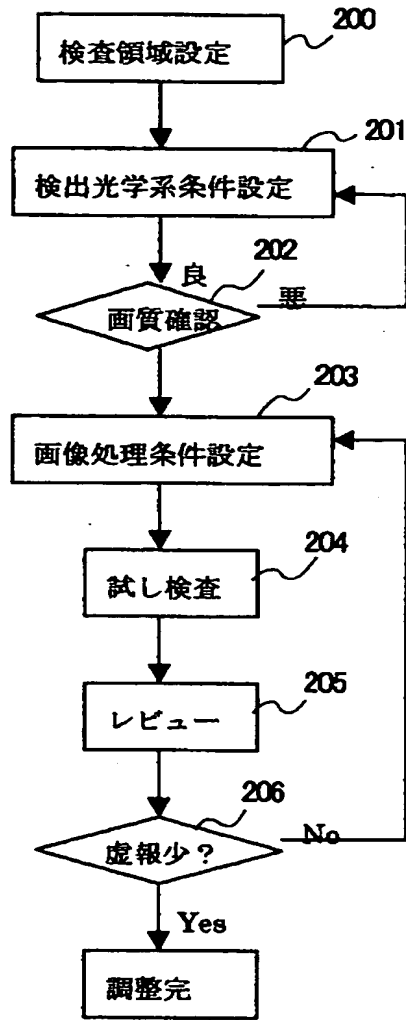 200
検査領域設定
201
検出光学系条件設定
202
良
画質確認
悪
203
画像処理条件設定
204
試し検査
205
レビュー
206
虚報少？
No
Yes
調整完